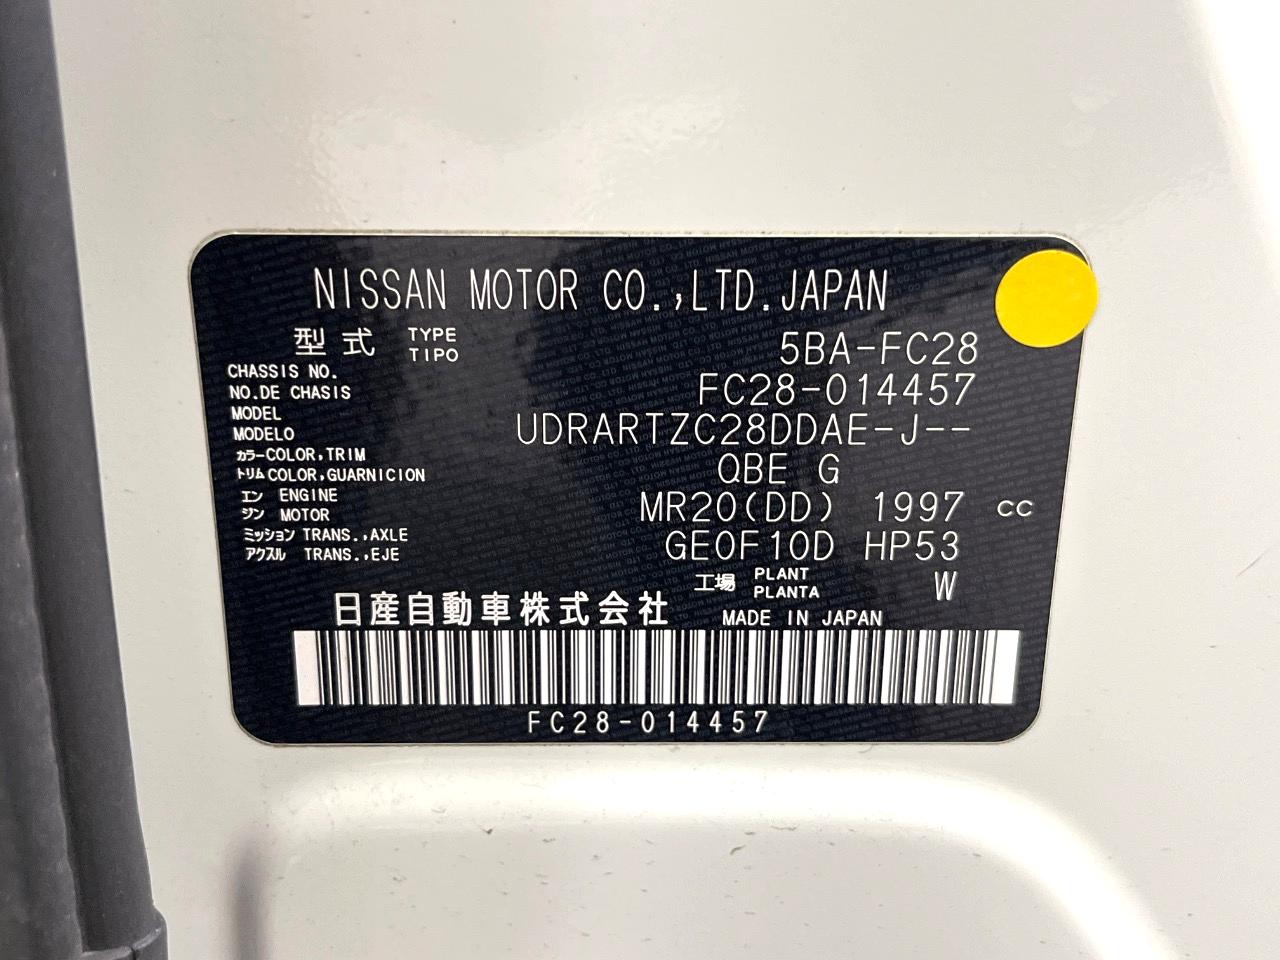 NISSAN MOTOR CO.,LTD.JAPAN
型式 TYPE TIPO 5BA-FC28
CHASSIS NO. NO.DE CHASIS FC28-014457
MODEL MODELO UDRARTZC28DDAE-J--
カラー COLOR,TRIM トリム COLOR,GUARNICION QBE G
エンジン ENGINE MOTOR MR20(DD) 1997 cc
ミッション TRANS.,AXLE アクスル TRANS.,EJE GE0F10D HP53
工場 PLANT PLANTA W
日産自動車株式会社 MADE IN JAPAN
FC28-014457